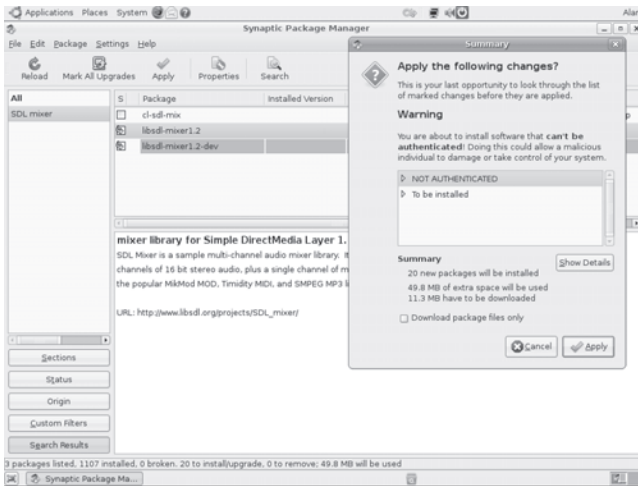 Applications Places System
Alan
Synaptic Package Manager
File Edit Package Settings Help
Reload Mark All Upgrades Apply Properties Search
All
SDL mixer
S Package Installed Version
cl-sdl-mix
libsdl-mixer1.2
libsdl-mixer1.2-dev
mixer library for Simple DirectMedia Layer 1.
SDL Mixer is a sample multi-channel audio mixer library.
channels of 16 bit stereo audio, plus a single channel of m
the popular MikMod MOD, Timidity MIDI, and SMPEG MP3 l
URL: http://www.libsdl.org/projects/SDL_mixer/
Sections
Status
Origin
Custom Filters
Search Results
3 packages listed, 1107 installed, 0 broken. 20 to install/upgrade, 0 to remove; 49.8 MB will be used
Synaptic Package Ma...
Summary
Apply the following changes?
This is your last opportunity to look through the list
of marked changes before they are applied.
Warning
You are about to install software that can't be
authenticated! Doing this could allow a malicious
individual to damage or take control of your system.
NOT AUTHENTICATED
To be installed
Summary
20 new packages will be installed
49.8 MB of extra space will be used
11.3 MB have to be downloaded
Show Details
Download package files only
Cancel Apply